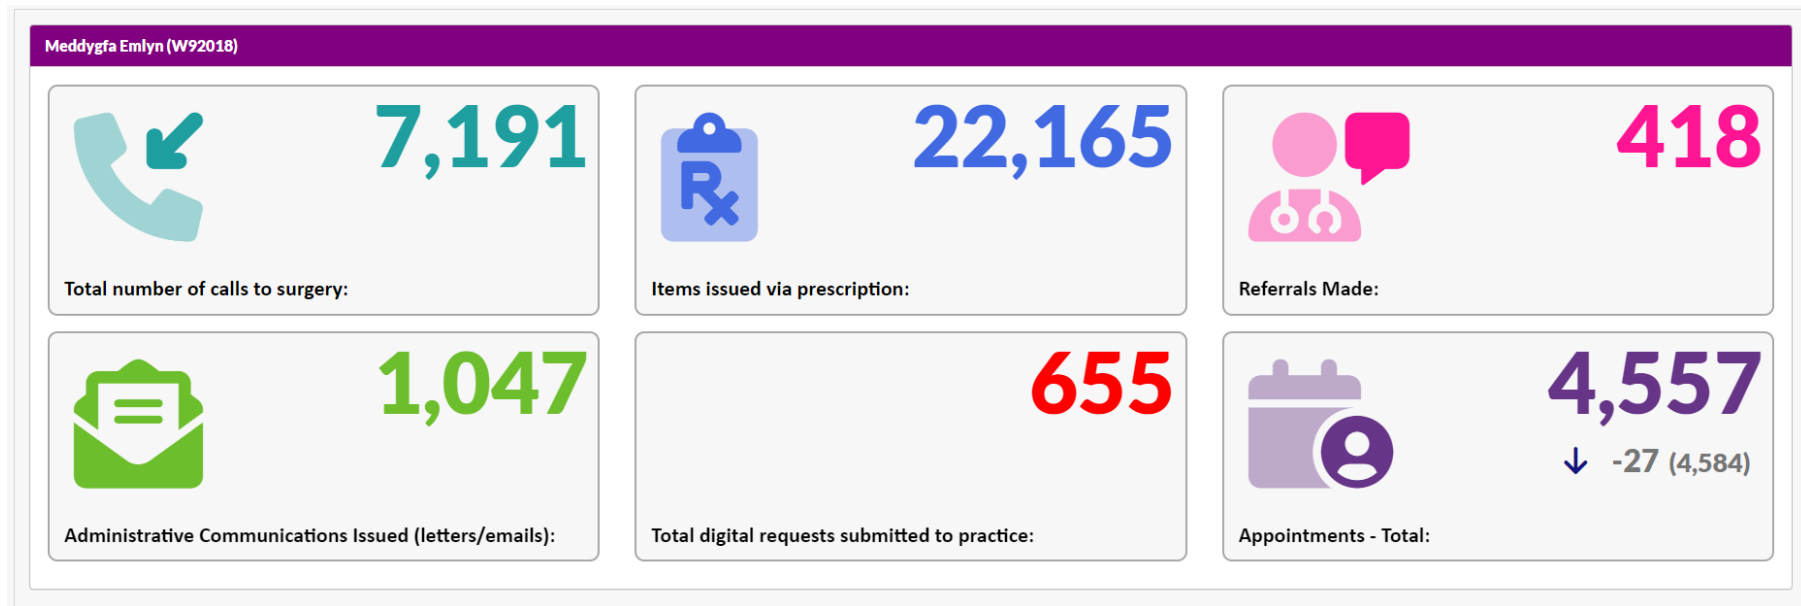 Meddygfa Emlyn (W92018)
7,191
Total number of calls to surgery:
22,165
Rx
Items issued via prescription:
418
Referrals Made:
1,047
Administrative Communications Issued (letters/emails):
655
Total digital requests submitted to practice:
4,557
-27 (4,584)
Appointments - Total: